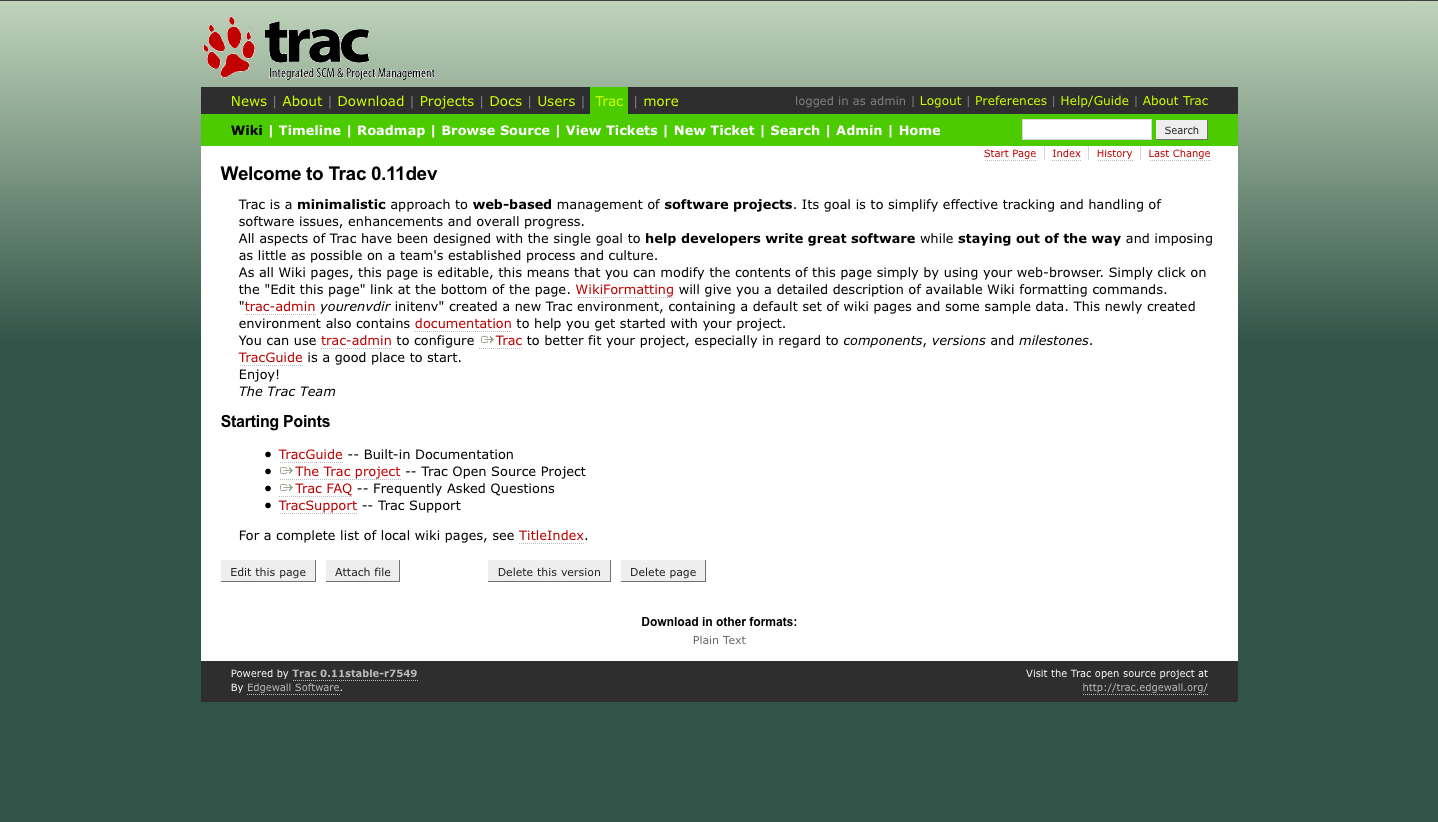 trac
Integrated SCM & Project Management
News | About | Download | Projects | Docs | Users | Trac | more
logged in as admin | Logout | Preferences | Help/Guide | About Trac
Wiki | Timeline | Roadmap | Browse Source | View Tickets | New Ticket | Search | Admin | Home
Search
Start Page Index History Last Change
Welcome to Trac 0.11dev
Trac is a minimalistic approach to web-based management of software projects. Its goal is to simplify effective tracking and handling of
software issues, enhancements and overall progress.
All aspects of Trac have been designed with the single goal to help developers write great software while staying out of the way and imposing
as little as possible on a team's established process and culture.
As all Wiki pages, this page is editable, this means that you can modify the contents of this page simply by using your web-browser. Simply click on
the "Edit this page" link at the bottom of the page. WikiFormatting will give you a detailed description of available Wiki formatting commands.
"trac-admin yourenvdir initenv" created a new Trac environment, containing a default set of wiki pages and some sample data. This newly created
environment also contains documentation to help you get started with your project.
You can use trac-admin to configure Trac to better fit your project, especially in regard to components, versions and milestones.
TracGuide is a good place to start.
Enjoy!
The Trac Team
Starting Points
• TracGuide -- Built-in Documentation
• The Trac project -- Trac Open Source Project
• Trac FAQ -- Frequently Asked Questions
• TracSupport -- Trac Support
For a complete list of local wiki pages, see TitleIndex.
Edit this page Attach file Delete this version Delete page
Download in other formats:
Plain Text
Powered by Trac 0.11stable-r7549
By Edgewall Software.
Visit the Trac open source project at
http://trac.edgewall.org/